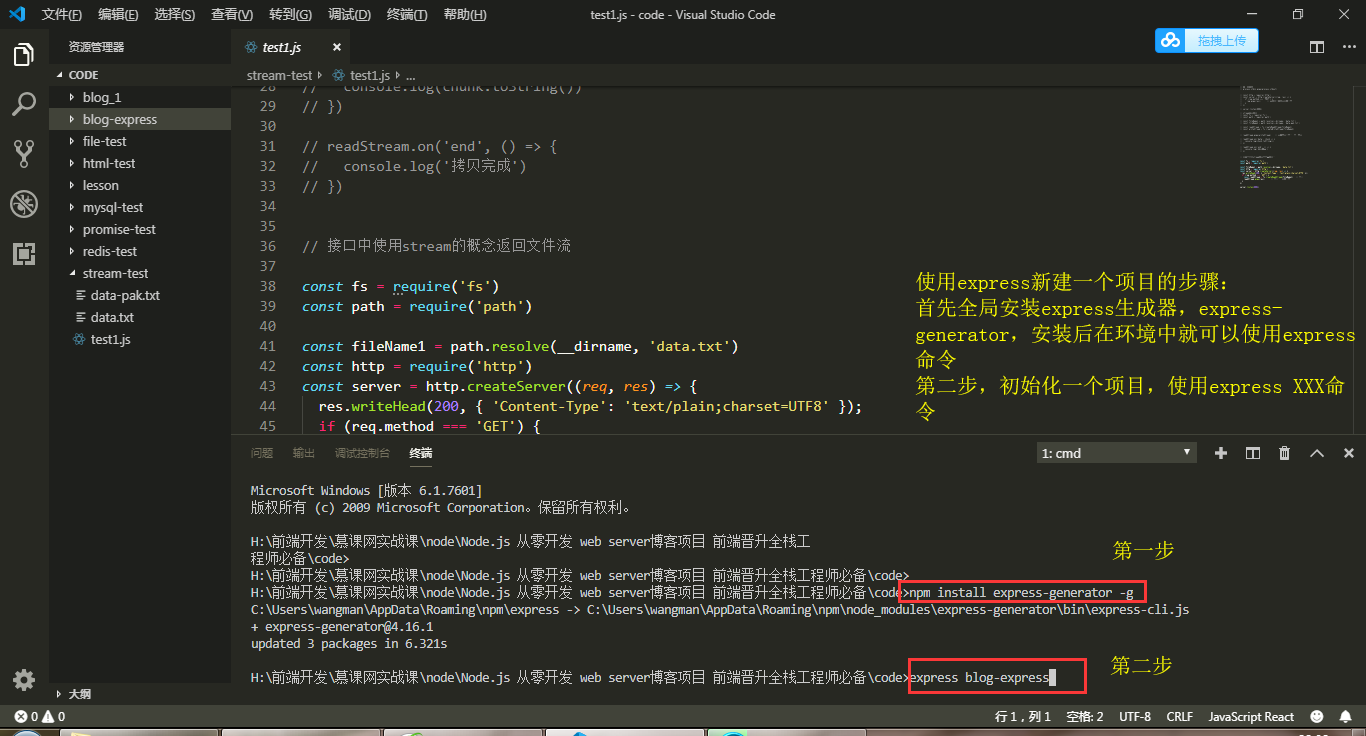 文件(F) 编辑(E) 选择(S) 查看(V) 转到(G) 调试(D) 终端(T) 帮助(H) test1.js - code - Visual Studio Code
拖拽上传
资源管理器
test1.js
CODE
stream-test test1.js ...
blog_1
blog-express
file-test
html-test
lesson
mysql-test
promise-test
redis-test
stream-test
data-pak.txt
data.txt
test1.js
大纲
28 // console.log(chunk.toString())
29 // })
30
31 // readStream.on('end', () => {
32 // console.log('拷贝完成')
33 // })
34
35
36 // 接口中使用stream的概念返回文件流
37
38 const fs = require('fs')
39 const path = require('path')
40
41 const fileName1 = path.resolve(__dirname, 'data.txt')
42 const http = require('http')
43 const server = http.createServer((req, res) => {
44 res.writeHead(200, { 'Content-Type': 'text/plain;charset=UTF8' });
45 if (req.method === 'GET') {
使用express新建一个项目的步骤:
首先全局安装express生成器，express-
generator，安装后在环境中就可以使用express
命令
第二步，初始化一个项目，使用express XXX命
令
问题 输出 调试控制台 终端 1: cmd
Microsoft Windows [版本 6.1.7601]
版权所有 (c) 2009 Microsoft Corporation。保留所有权利。
H:\前端开发\慕课网实战课\node\Node.js 从零开发 web server博客项目 前端晋升全栈工
程师必备\code>
H:\前端开发\慕课网实战课\node\Node.js 从零开发 web server博客项目 前端晋升全栈工程师必备\code>
第一步
H:\前端开发\慕课网实战课\node\Node.js 从零开发 web server博客项目 前端晋升全栈工程师必备\code>npm install express-generator -g
C:\Users\wangman\AppData\Roaming\npm\express -> C:\Users\wangman\AppData\Roaming\npm\node_modules\express-generator\bin\express-cli.js
+ express-generator@4.16.1
updated 3 packages in 6.321s
第二步
H:\前端开发\慕课网实战课\node\Node.js 从零开发 web server博客项目 前端晋升全栈工程师必备\code>express blog-express
0 0 行 1，列 1 空格: 2 UTF-8 CRLF JavaScript React